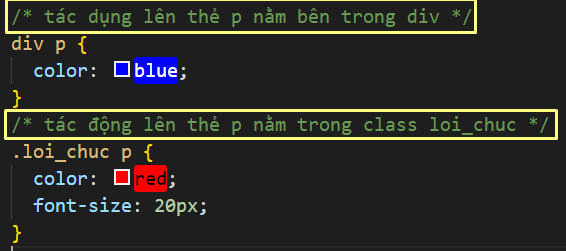 /* tác dụng lên thẻ p nằm bên trong div */
div p {
color: blue;
}
/* tác động lên thẻ p nằm trong class loi_chuc */
.loi_chuc p {
color: red;
font-size: 20px;
}